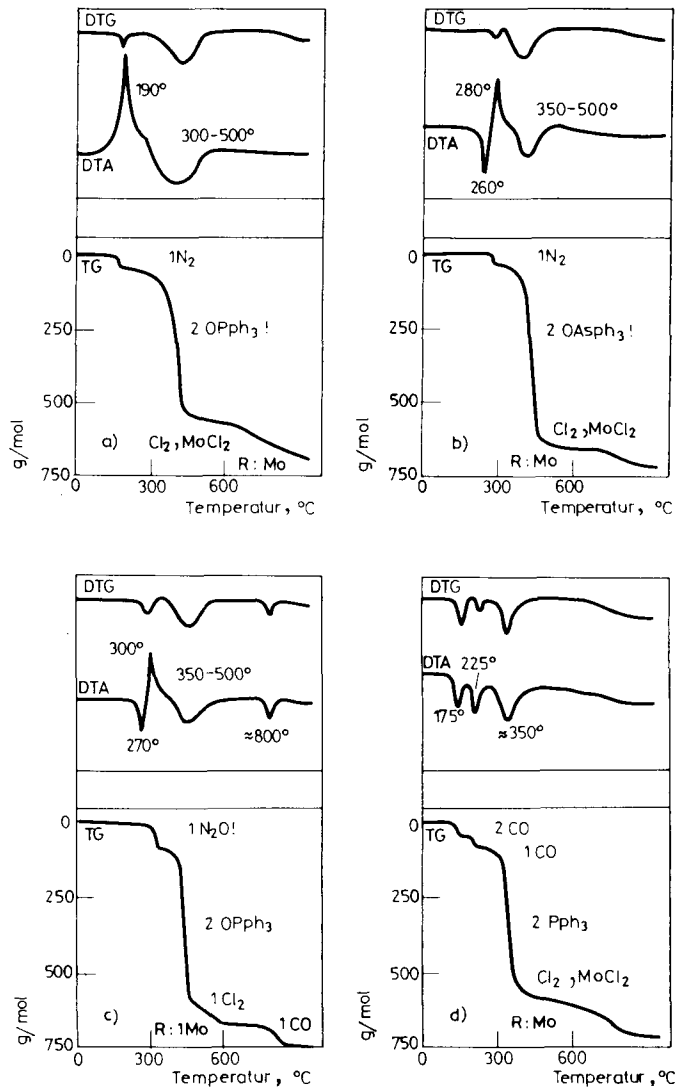 DTG
190°
300-500°
DTA
0
TG
1N₂
250
2 OPph₃ !
500
a)
Cl₂,MoCl₂
R: Mo
750
g/mol
300
600
Temperatur, °C
DTG
280°
350-500°
DTA
260°
0
TG
1N₂
250
2 OAsph₃ !
500
b)
Cl₂,MoCl₂
R: Mo
750
g/mol
300
600
Temperatur, °C
DTG
300°
350-500°
DTA
270°
≈800°
0
TG
1 N₂O!
250
2 OPph₃
500
1 Cl₂
c)
R: 1Mo
1 CO
750
g/mol
300
600
Temperatur, °C
DTG
DTA
225°
175°
≈350°
0
TG
2 CO
1 CO
250
2 Pph₃
500
Cl₂,MoCl₂
d)
R: Mo
750
g/mol
300
600
Temperatur, °C